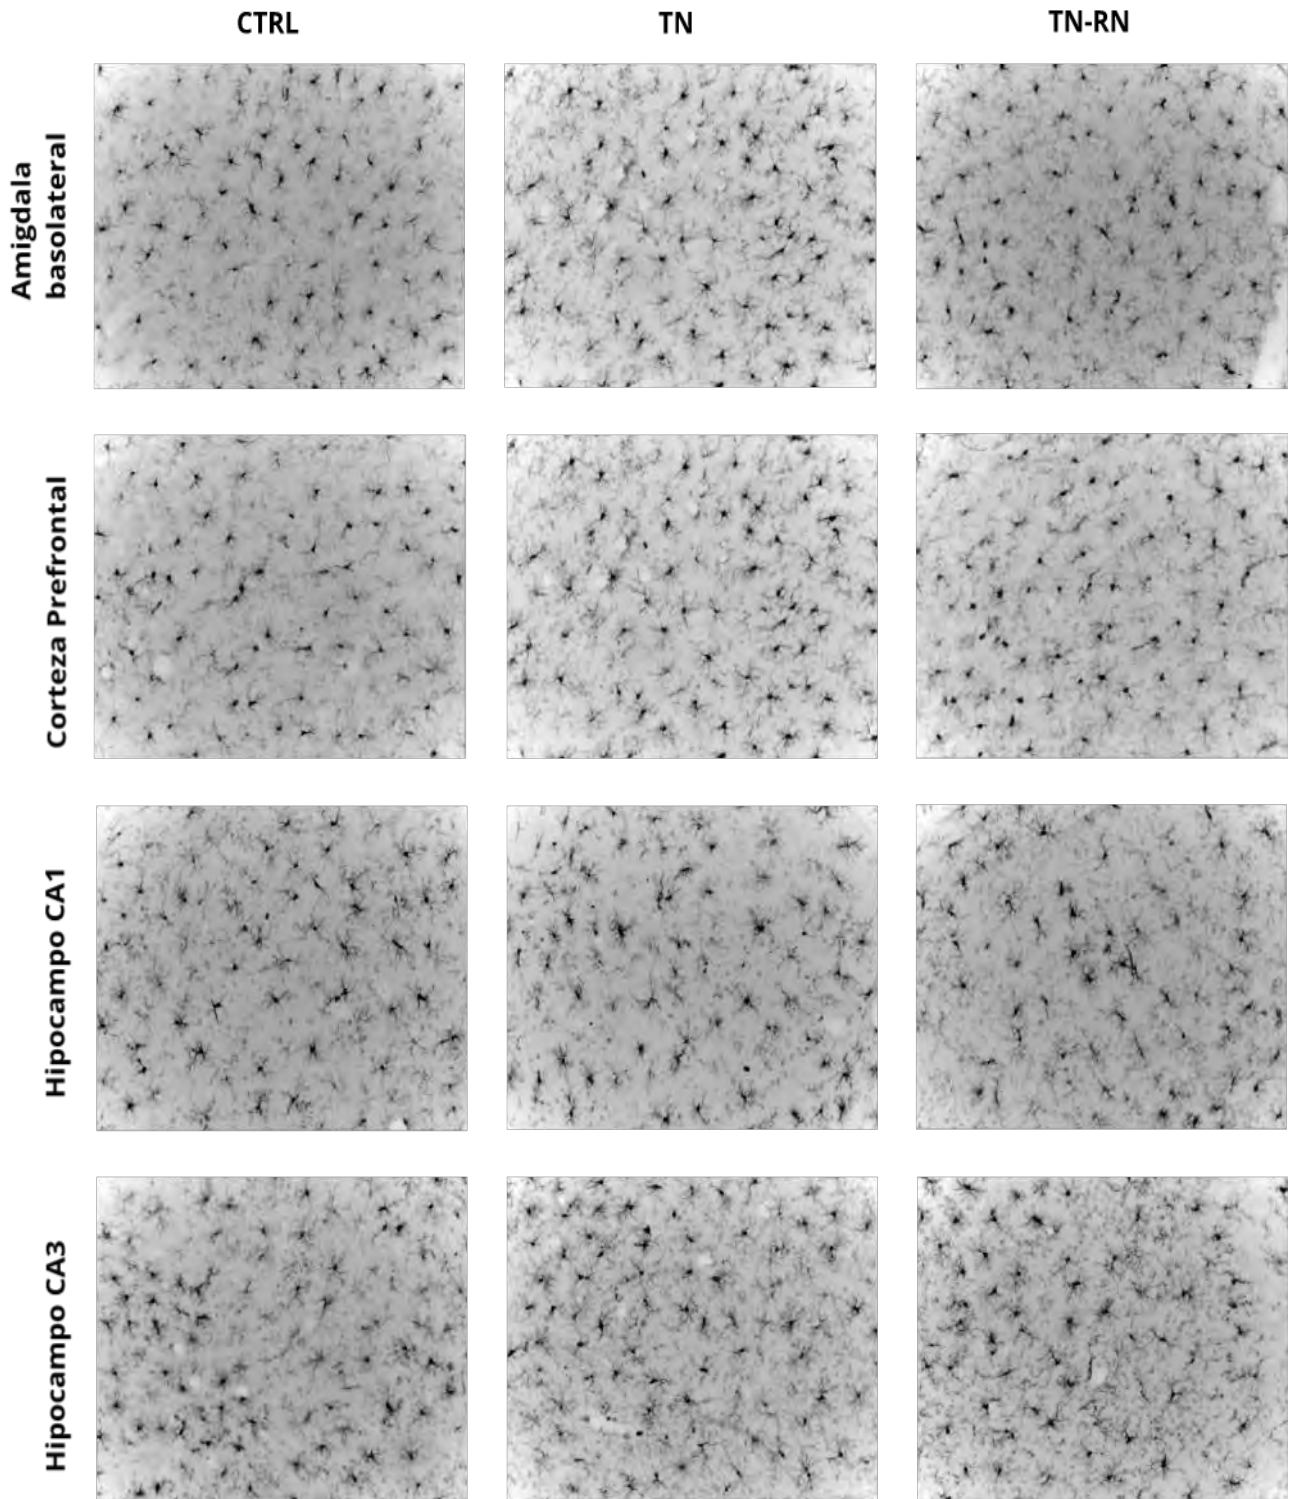 CTRL TN TN-RN
Amigdala
basolateral
Corteza Prefrontal
Hipocampo CA1
Hipocampo CA3